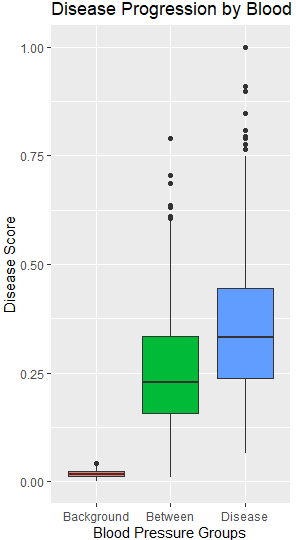 Disease Progression by Blood
1.00
0.75
0.50
0.25
0.00
Disease Score
Background Between Disease
Blood Pressure Groups